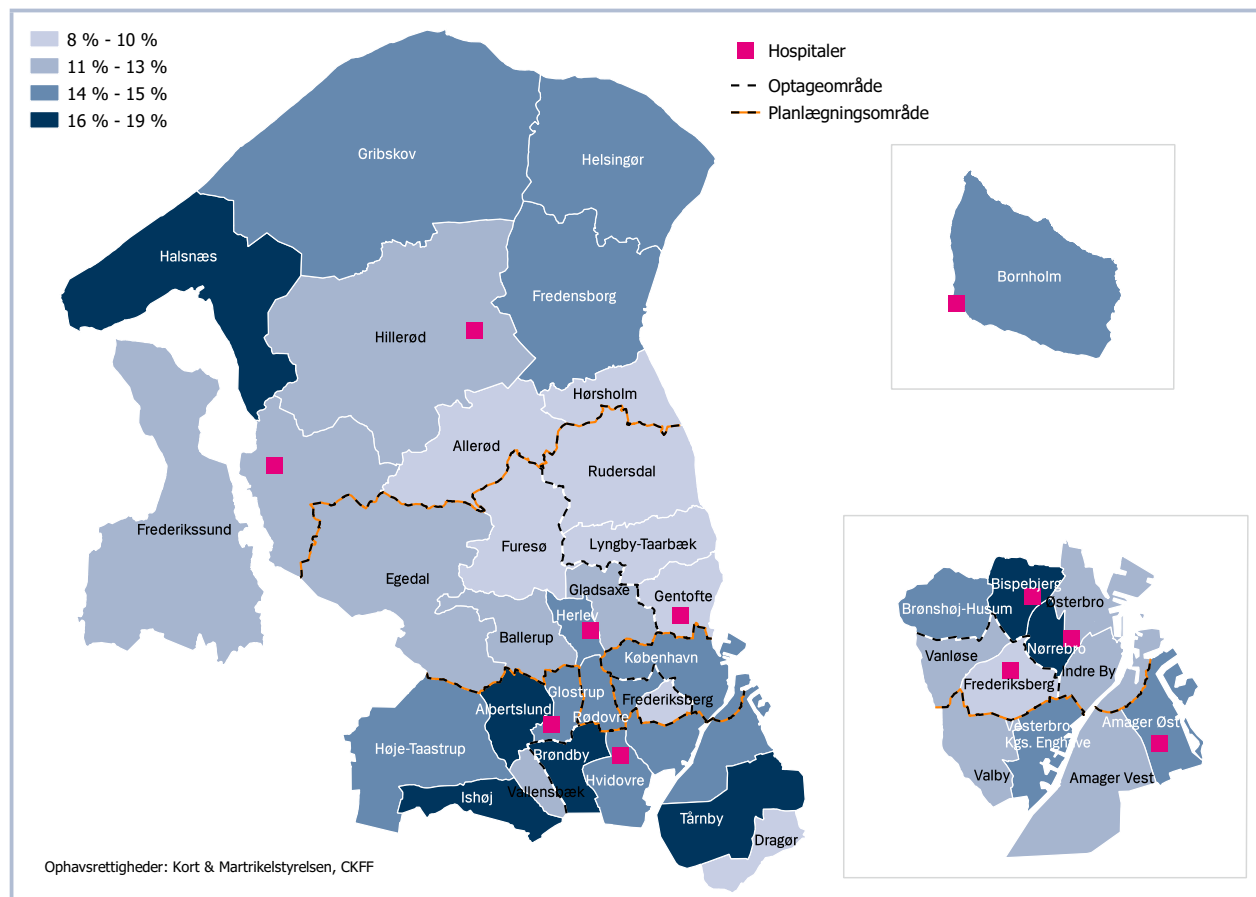 8 % - 10 %
11 % - 13 %
14 % - 15 %
16 % - 19 %
Hospitaler
Optageområde
Planlægningsområde
Gribskov
Helsingør
Halsnæs
Fredensborg
Hillerød
Hørsholm
Allerød
Rudersdal
Frederikssund
Furesø
Lyngby-Taarbæk
Egedal
Gladsaxe
Gentofte
Herlev
Ballerup
København
Glostrup
Frederiksberg
Albertslund
Rødovre
Høje-Taastrup
Brøndby
Hvidovre
Vallensbæk
Ishøj
Tårnby
Dragør
Bornholm
Bispebjerg
Østerbro
Brønshøj-Husum
Nørrebro
Vanløse
Indre By
Frederiksberg
Vesterbro
Kgs. Enghave
Amager Øst
Valby
Amager Vest
Ophavsrettigheder: Kort & Martrikelstyrelsen, CKFF